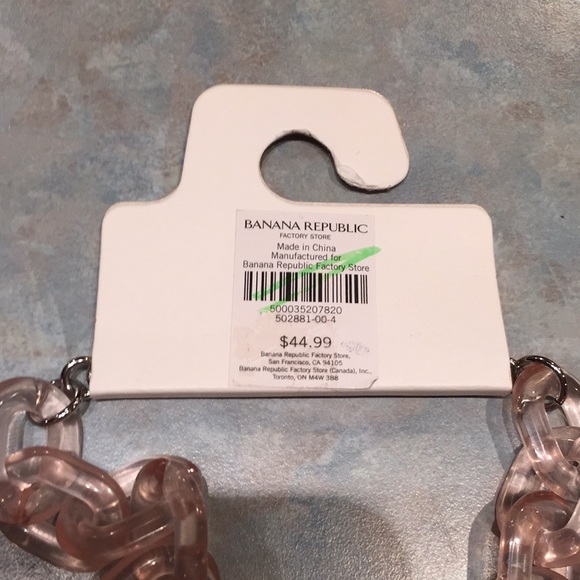 BANANA REPUBLIC
FACTORY STORE
Made in China
Manufactured for
Banana Republic Factory Store
500035207820
502881-00-4
$44.99
Banana Republic Factory Store,
San Francisco, CA 94105
Banana Republic Factory Store (Canada), Inc.,
Toronto, ON M4W 3B8